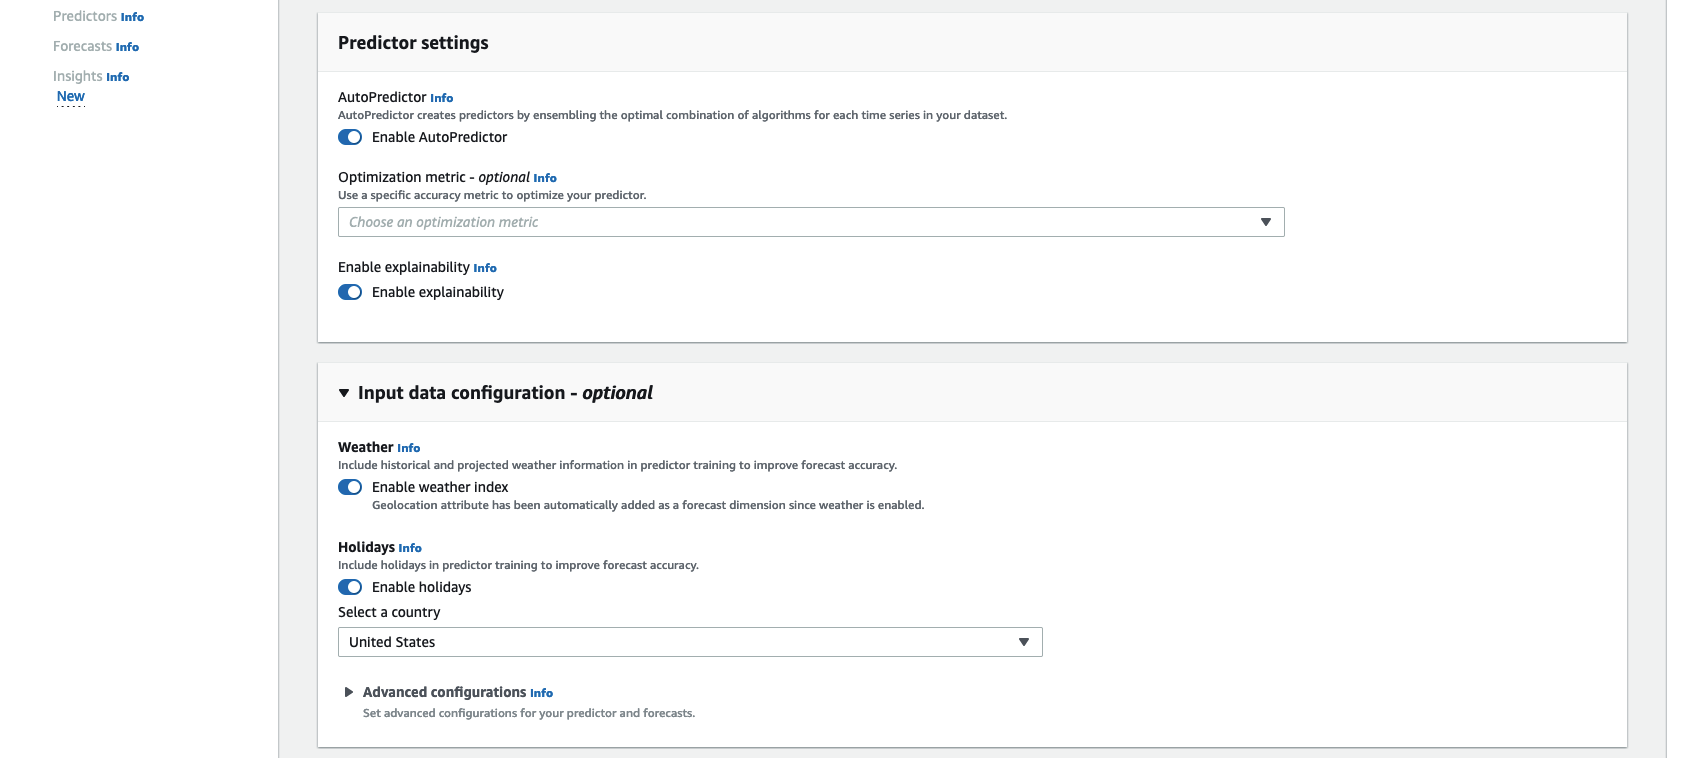 Predictors Info
Forecasts Info
Insights Info
New
Predictor settings
AutoPredictor Info
AutoPredictor creates predictors by ensembling the optimal combination of algorithms for each time series in your dataset.
Enable AutoPredictor
Optimization metric - optional Info
Use a specific accuracy metric to optimize your predictor.
Choose an optimization metric
Enable explainability Info
Enable explainability
Input data configuration - optional
Weather Info
Include historical and projected weather information in predictor training to improve forecast accuracy.
Enable weather index
Geolocation attribute has been automatically added as a forecast dimension since weather is enabled.
Holidays Info
Include holidays in predictor training to improve forecast accuracy.
Enable holidays
Select a country
United States
Advanced configurations Info
Set advanced configurations for your predictor and forecasts.